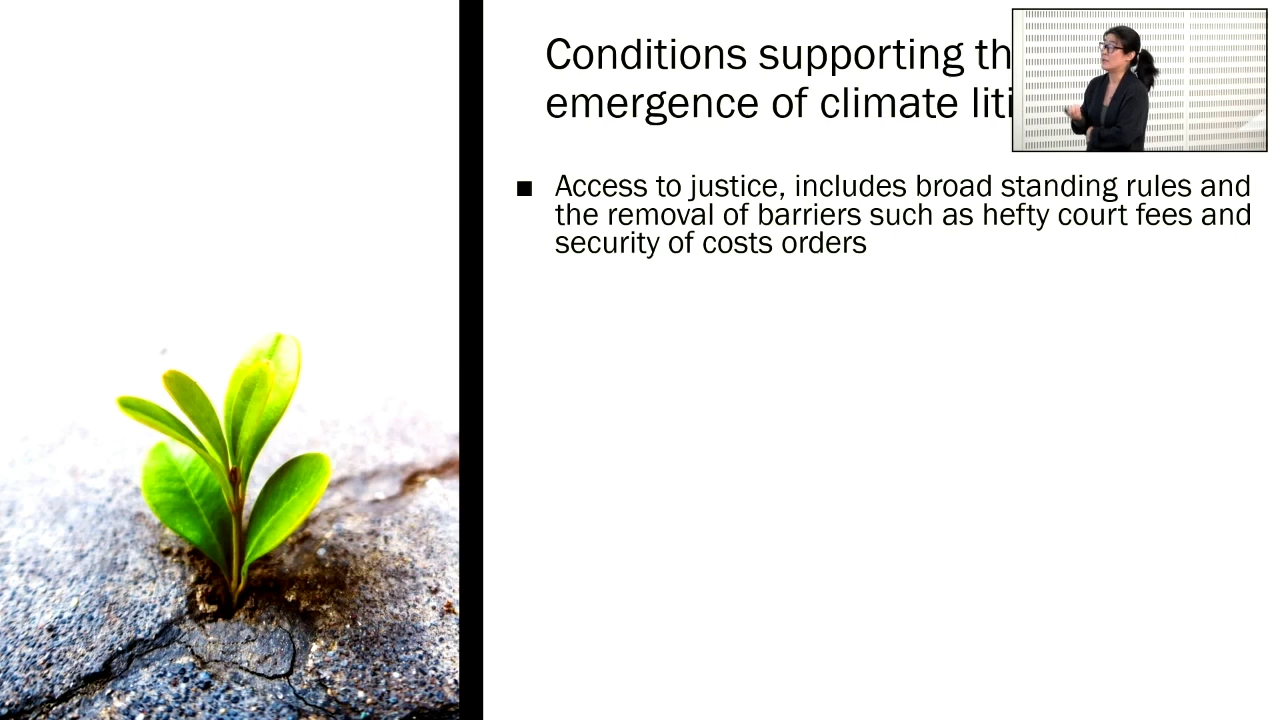 Conditions supporting th
emergence of climate liti
■ Access to justice, includes broad standing rules and
the removal of barriers such as hefty court fees and
security of costs orders